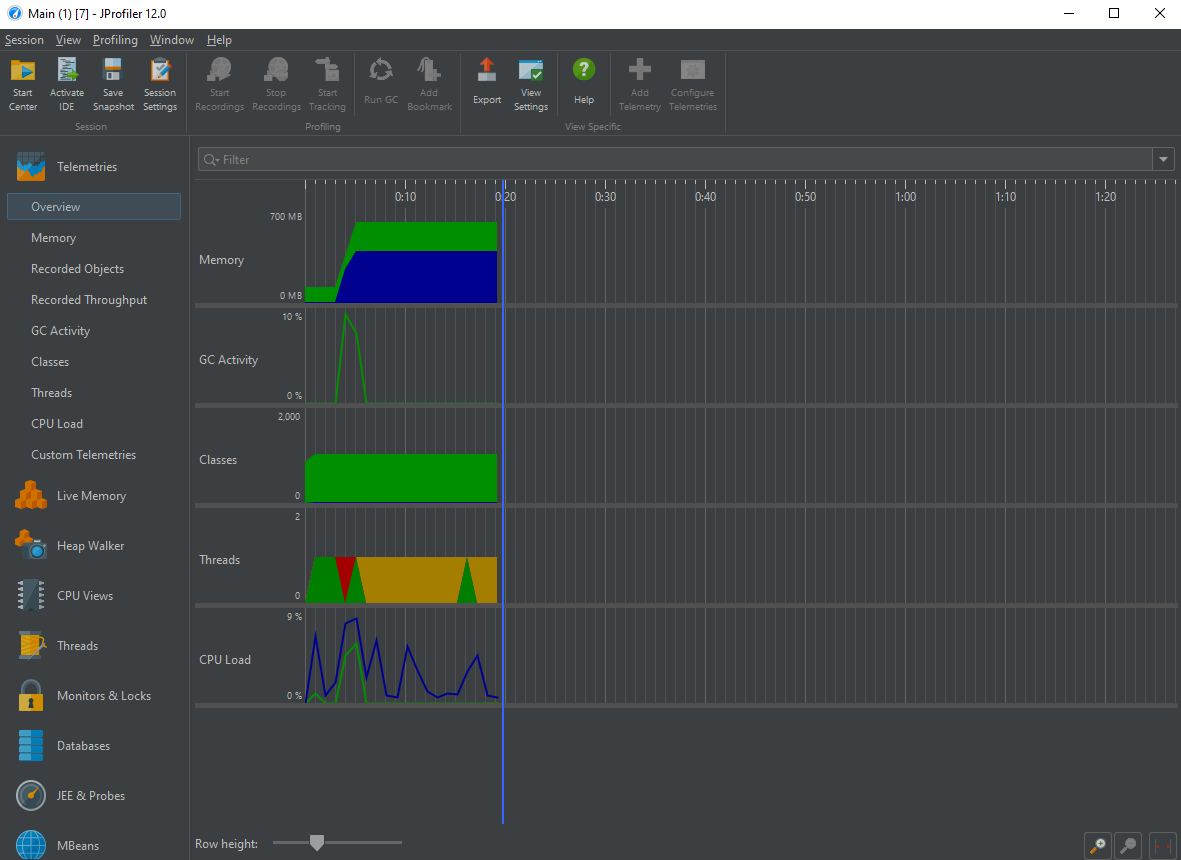 Main (1) [7] - JProfiler 12.0
Session View Profiling Window Help
Start Center
Activate IDE
Save Snapshot
Session Settings
Start Recordings
Stop Recordings
Start Tracking
Run GC
Add Bookmark
Export
View Settings
Help
Add Telemetry
Configure Telemetries
Session
Profiling
View Specific
Telemetries
Overview
Memory
Recorded Objects
Recorded Throughput
GC Activity
Classes
Threads
CPU Load
Custom Telemetries
Live Memory
Heap Walker
CPU Views
Threads
Monitors & Locks
Databases
JEE & Probes
MBeans
Filter
0:10 0:20 0:30 0:40 0:50 1:00 1:10 1:20
700 MB
Memory
0 MB
10 %
GC Activity
0 %
2,000
Classes
0
2
Threads
0
9 %
CPU Load
0 %
Row height: